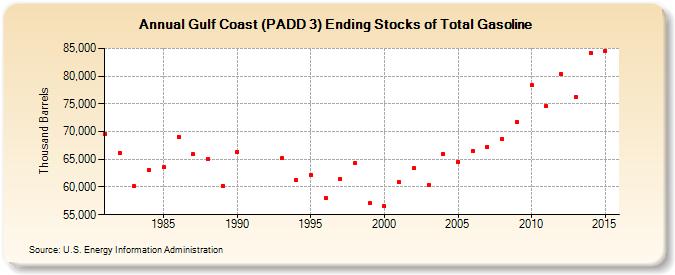 Annual Gulf Coast (PADD 3) Ending Stocks of Total Gasoline
Thousand Barrels
85,000
80,000
75,000
70,000
65,000
60,000
55,000
1985 1990 1995 2000 2005 2010 2015
Source: U.S. Energy Information Administration